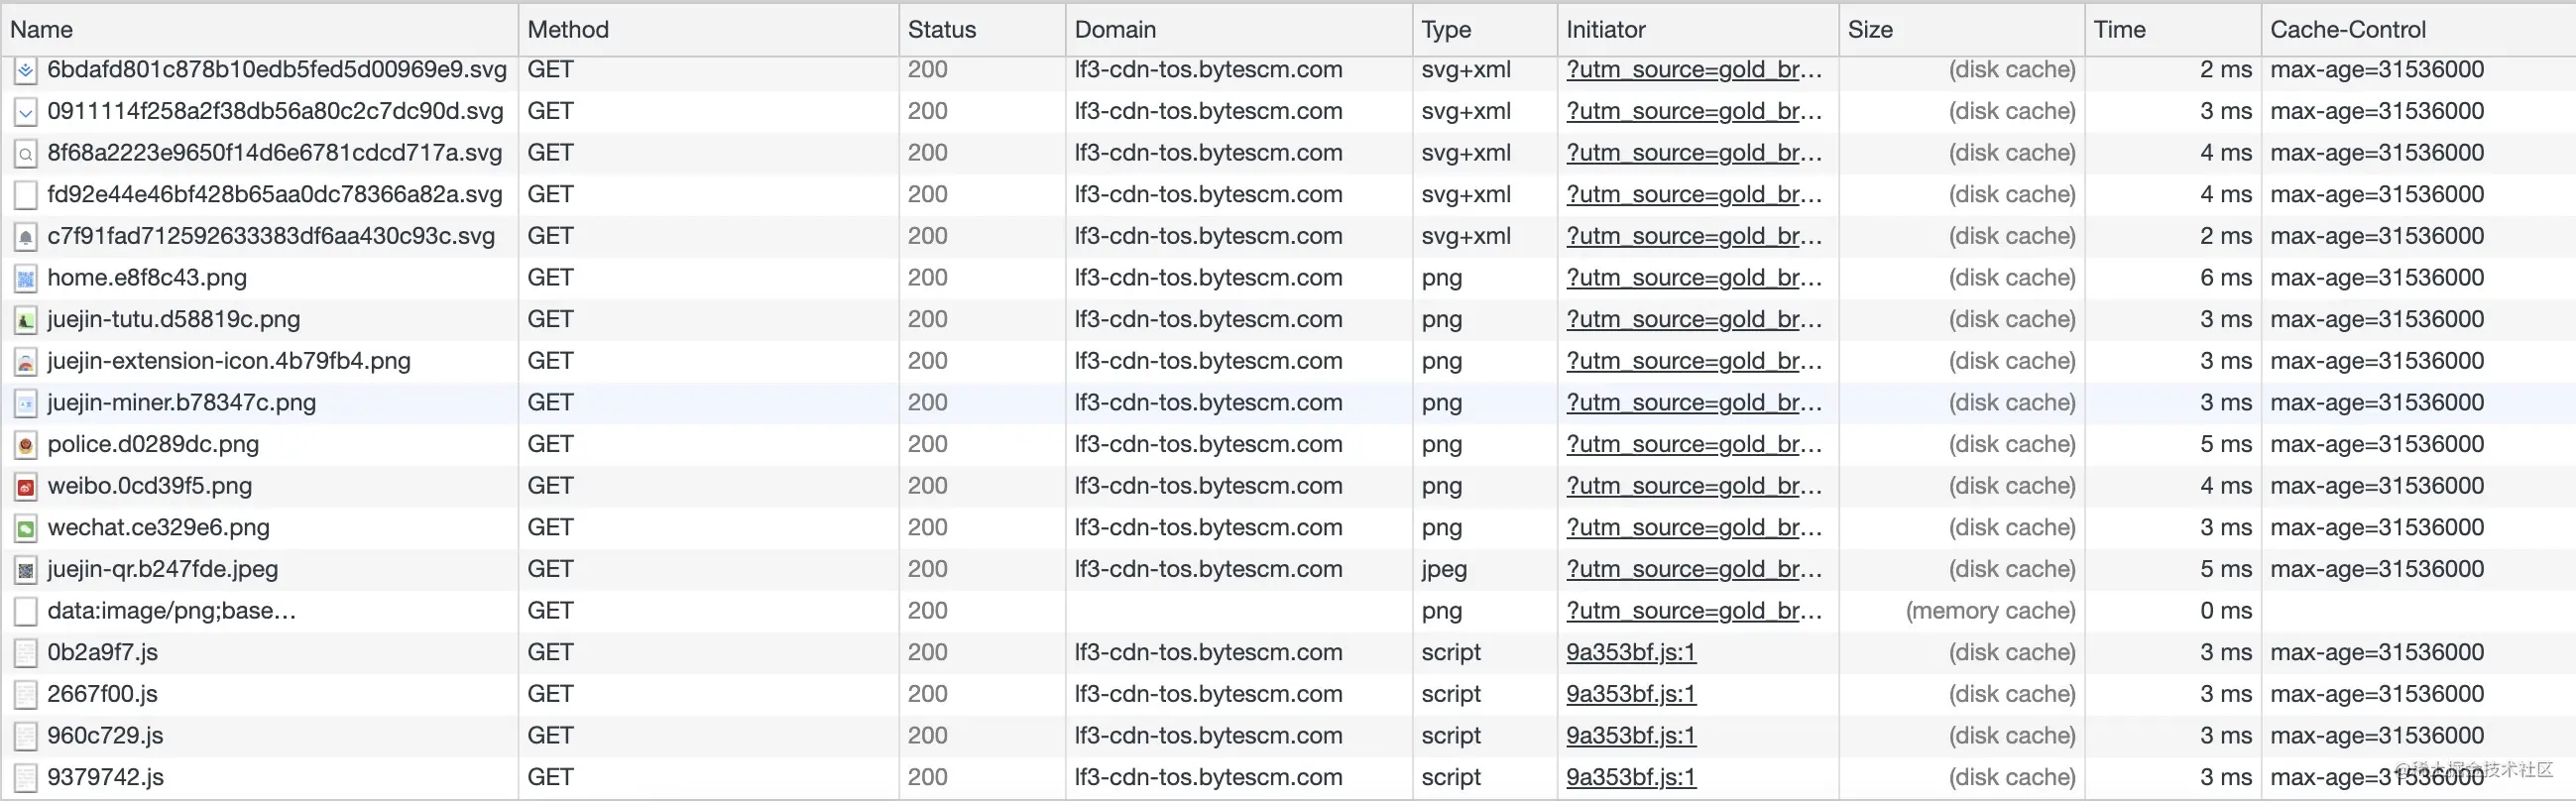 Name Method Status Domain Type Initiator Size Time Cache-Control
6bdafd801c878b10edb5fed5d00969e9.svg GET 200 lf3-cdn-tos.bytescm.com svg+xml ?utm_source=gold_br... (disk cache) 2 ms max-age=31536000
0911114f258a2f38db56a80c2c7dc90d.svg GET 200 lf3-cdn-tos.bytescm.com svg+xml ?utm_source=gold_br... (disk cache) 3 ms max-age=31536000
8f68a2223e9650f14d6e6781cdcd717a.svg GET 200 lf3-cdn-tos.bytescm.com svg+xml ?utm_source=gold_br... (disk cache) 4 ms max-age=31536000
fd92e44e46bf428b65aa0dc78366a82a.svg GET 200 lf3-cdn-tos.bytescm.com svg+xml ?utm_source=gold_br... (disk cache) 4 ms max-age=31536000
c7f91fad712592633383df6aa430c93c.svg GET 200 lf3-cdn-tos.bytescm.com svg+xml ?utm_source=gold_br... (disk cache) 2 ms max-age=31536000
home.e8f8c43.png GET 200 lf3-cdn-tos.bytescm.com png ?utm_source=gold_br... (disk cache) 6 ms max-age=31536000
juejin-tutu.d58819c.png GET 200 lf3-cdn-tos.bytescm.com png ?utm_source=gold_br... (disk cache) 3 ms max-age=31536000
juejin-extension-icon.4b79fb4.png GET 200 lf3-cdn-tos.bytescm.com png ?utm_source=gold_br... (disk cache) 3 ms max-age=31536000
juejin-miner.b78347c.png GET 200 lf3-cdn-tos.bytescm.com png ?utm_source=gold_br... (disk cache) 3 ms max-age=31536000
police.d0289dc.png GET 200 lf3-cdn-tos.bytescm.com png ?utm_source=gold_br... (disk cache) 5 ms max-age=31536000
weibo.0cd39f5.png GET 200 lf3-cdn-tos.bytescm.com png ?utm_source=gold_br... (disk cache) 4 ms max-age=31536000
wechat.ce329e6.png GET 200 lf3-cdn-tos.bytescm.com png ?utm_source=gold_br... (disk cache) 3 ms max-age=31536000
juejin-qr.b247fde.jpeg GET 200 lf3-cdn-tos.bytescm.com jpeg ?utm_source=gold_br... (disk cache) 5 ms max-age=31536000
data:image/png;base... GET 200 png ?utm_source=gold_br... (memory cache) 0 ms
0b2a9f7.js GET 200 lf3-cdn-tos.bytescm.com script 9a353bf.js:1 (disk cache) 3 ms max-age=31536000
2667f00.js GET 200 lf3-cdn-tos.bytescm.com script 9a353bf.js:1 (disk cache) 3 ms max-age=31536000
960c729.js GET 200 lf3-cdn-tos.bytescm.com script 9a353bf.js:1 (disk cache) 3 ms max-age=31536000
9379742.js GET 200 lf3-cdn-tos.bytescm.com script 9a353bf.js:1 (disk cache) 3 ms max-age=31536000
@稀土掘金技术社区